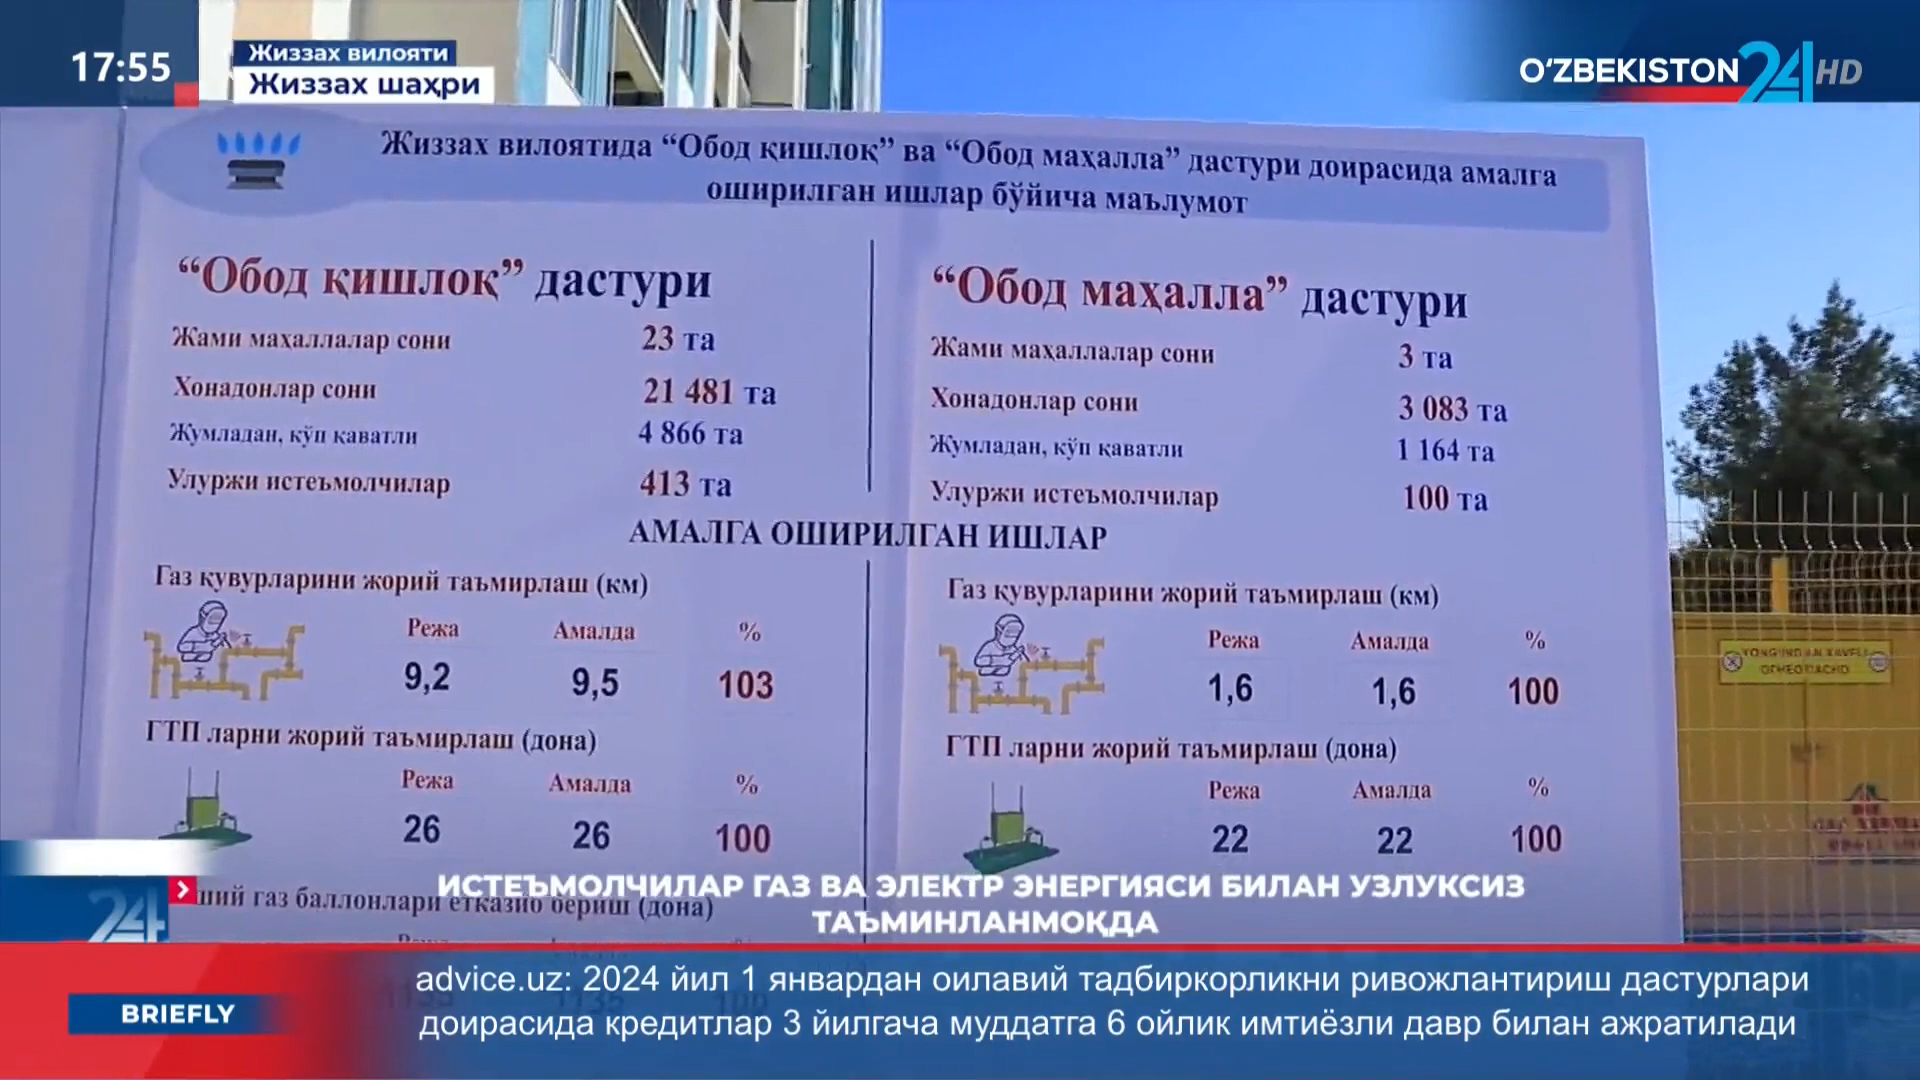 17:55
Жиззах вилояти
Жиззах шаҳри
O‘ZBEKISTON 24 HD
Жиззах вилоятида “Обод қишлоқ” ва “Обод маҳалла” дастури доирасида амалга
оширилган ишлар бўйича маълумот
“Обод қишлоқ” дастури
Жами маҳаллалар сони 23 та
Хонадонлар сони 21 481 та
Жумладан, кўп қаватли 4 866 та
Улуржи истеъмолчилар 413 та
“Обод маҳалла” дастури
Жами маҳаллалар сони 3 та
Хонадонлар сони 3 083 та
Жумладан, кўп қаватли 1 164 та
Улуржи истеъмолчилар 100 та
АМАЛГА ОШИРИЛГАН ИШЛАР
Газ қувурларини жорий таъмирлаш (км)
Режа Амалда %
9,2 9,5 103
ГТП ларни жорий таъмирлаш (дона)
Режа Амалда %
26 26 100
газ баллонлари етказиб бериш (дона)
Газ қувурларини жорий таъмирлаш (км)
Режа Амалда %
1,6 1,6 100
ГТП ларни жорий таъмирлаш (дона)
Режа Амалда %
22 22 100
24
ИСТЕЪМОЛЧИЛАР ГАЗ ВА ЭЛЕКТР ЭНЕРГИЯСИ БИЛАН УЗЛУКСИЗ
ТАЪМИНЛАНМОҚДА
BRIEFLY
advice.uz: 2024 йил 1 январдан оилавий тадбиркорликни ривожлантириш дастурлари
доирасида кредитлар 3 йилгача муддатга 6 ойлик имтиёзли давр билан ажратилади